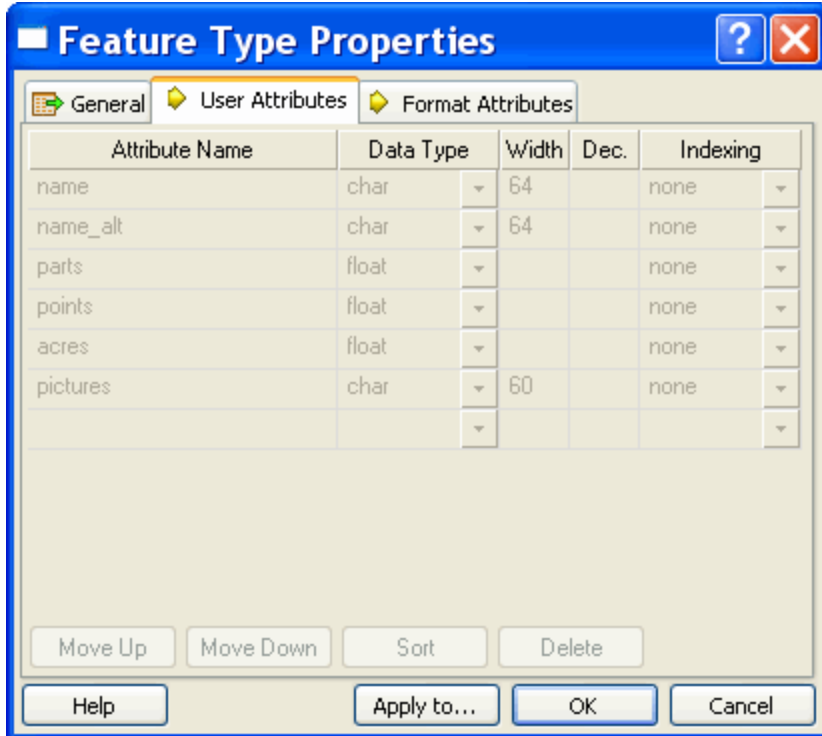 Feature Type Properties
General User Attributes Format Attributes
Attribute Name Data Type Width Dec. Indexing
name char 64 none
name_alt char 64 none
parts float none
points float none
acres float none
pictures char 60 none
Move Up Move Down Sort Delete
Help Apply to... OK Cancel